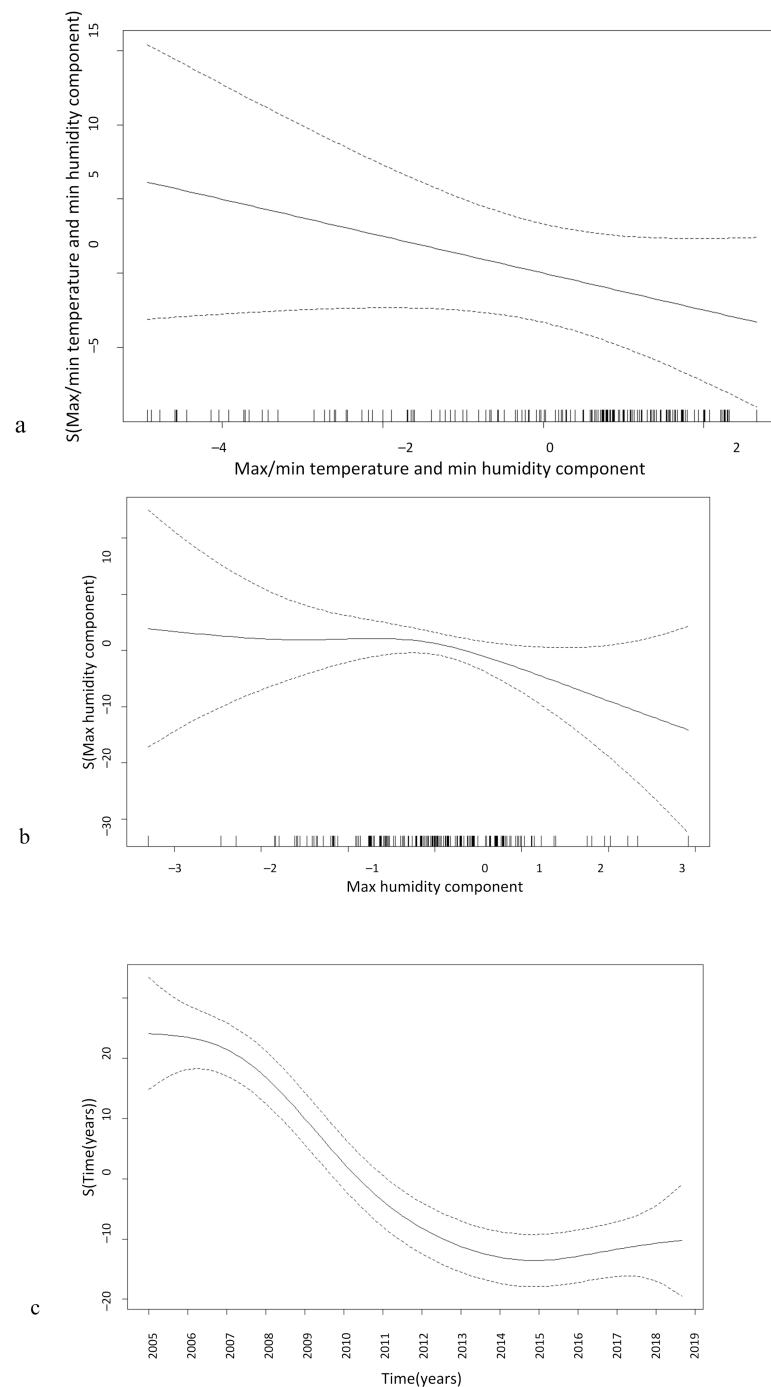 S(Max/min temperature and min humidity component)
15
10
5
0
−5
a
−4 −2 0 2
Max/min temperature and min humidity component
S(Max humidity component)
10
0
−10
−20
−30
b
−3 −2 −1 0 1 2 3
Max humidity component
S(Time(years))
20
10
0
−10
−20
c
2005 2006 2007 2008 2009 2010 2011 2012 2013 2014 2015 2016 2017 2018 2019
Time(years)